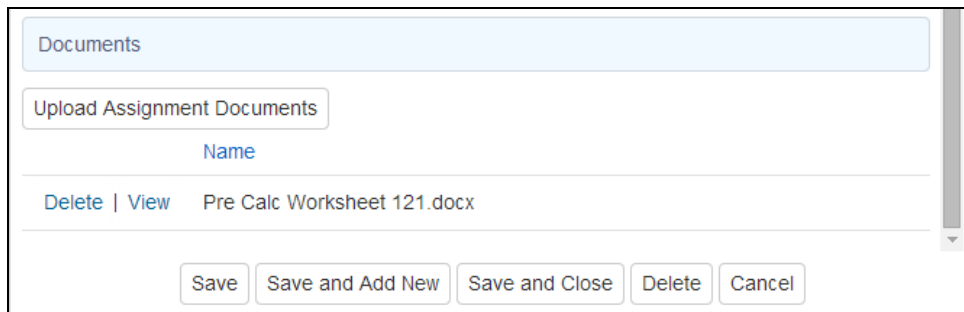 Documents
Upload Assignment Documents
Name
Delete | View Pre Calc Worksheet 121.docx
Save Save and Add New Save and Close Delete Cancel